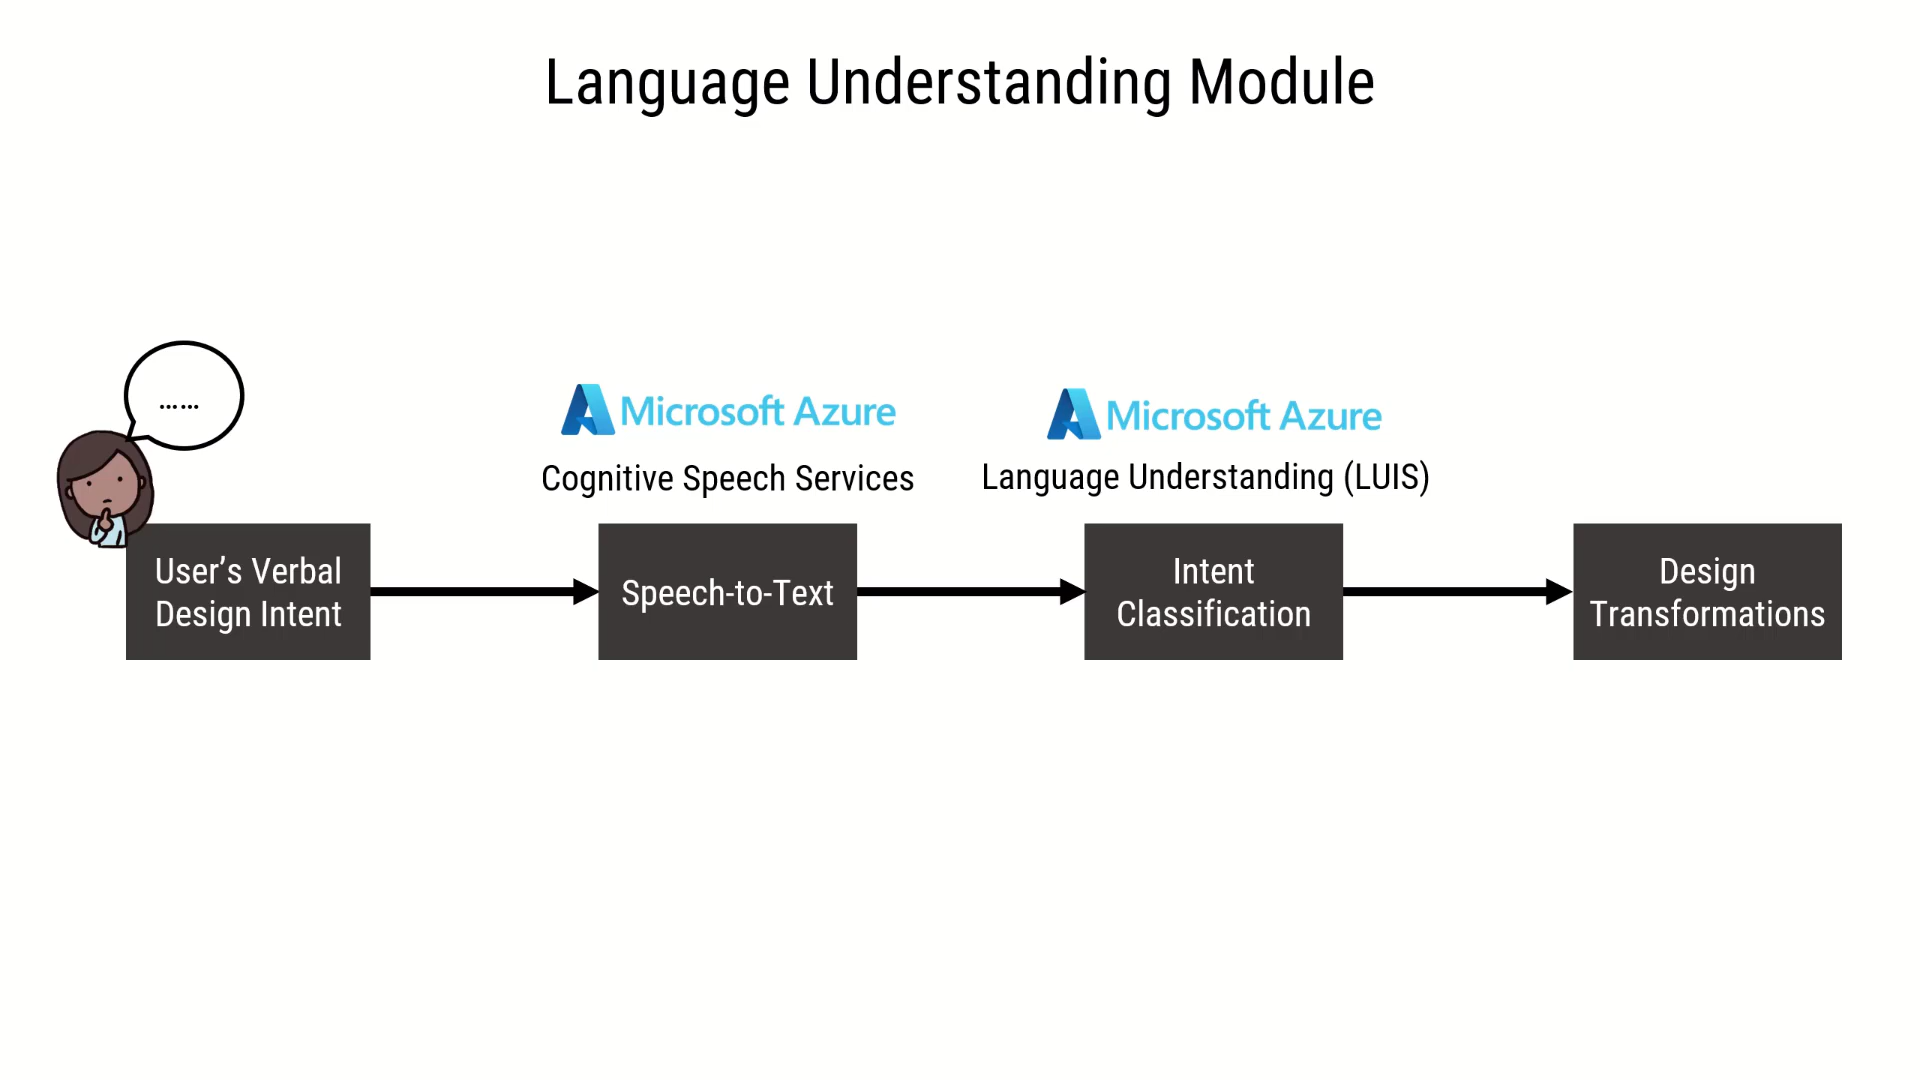 Language Understanding Module
......
Microsoft Azure
Cognitive Speech Services
Microsoft Azure
Language Understanding (LUIS)
User’s Verbal
Design Intent
Speech-to-Text
Intent
Classification
Design
Transformations